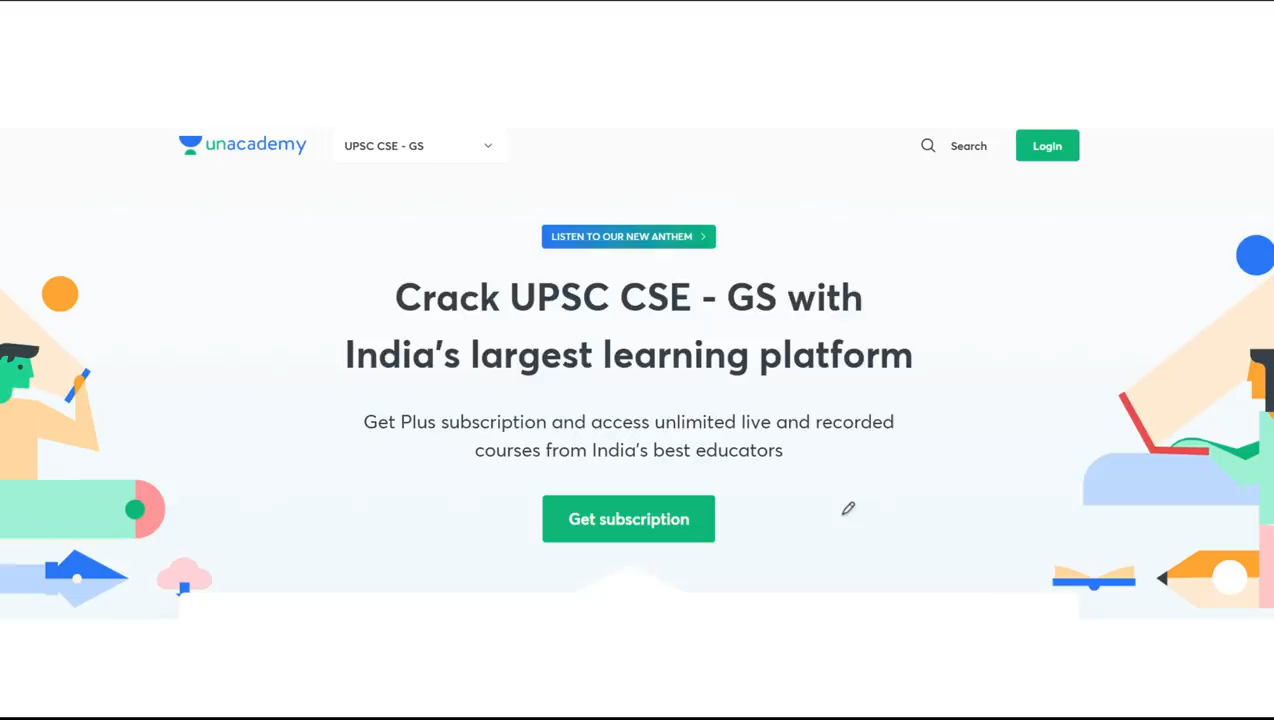 unacademy
UPSC CSE - GS
Search
Login
LISTEN TO OUR NEW ANTHEM
Crack UPSC CSE - GS with
India's largest learning platform
Get Plus subscription and access unlimited live and recorded
courses from India's best educators
Get subscription